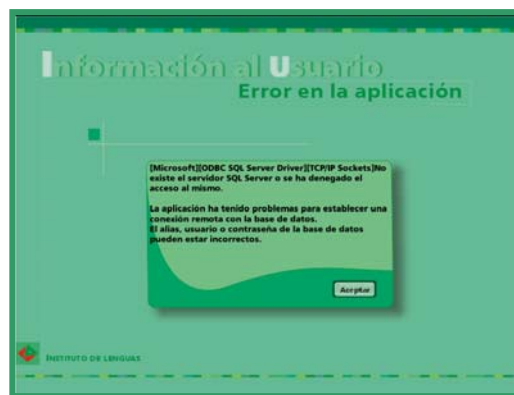 Información al Usuario
Error en la aplicación
[Microsoft][ODBC SQL Server Driver][TCP/IP Sockets]No
existe el servidor SQL Server o se ha denegado el
acceso al mismo.
La aplicación ha tenido problemas para establecer una
conexión remota con la base de datos.
El alias, usuario o contraseña de la base de datos
pueden estar incorrectos.
Aceptar
INSTITUTO DE LENGUAS